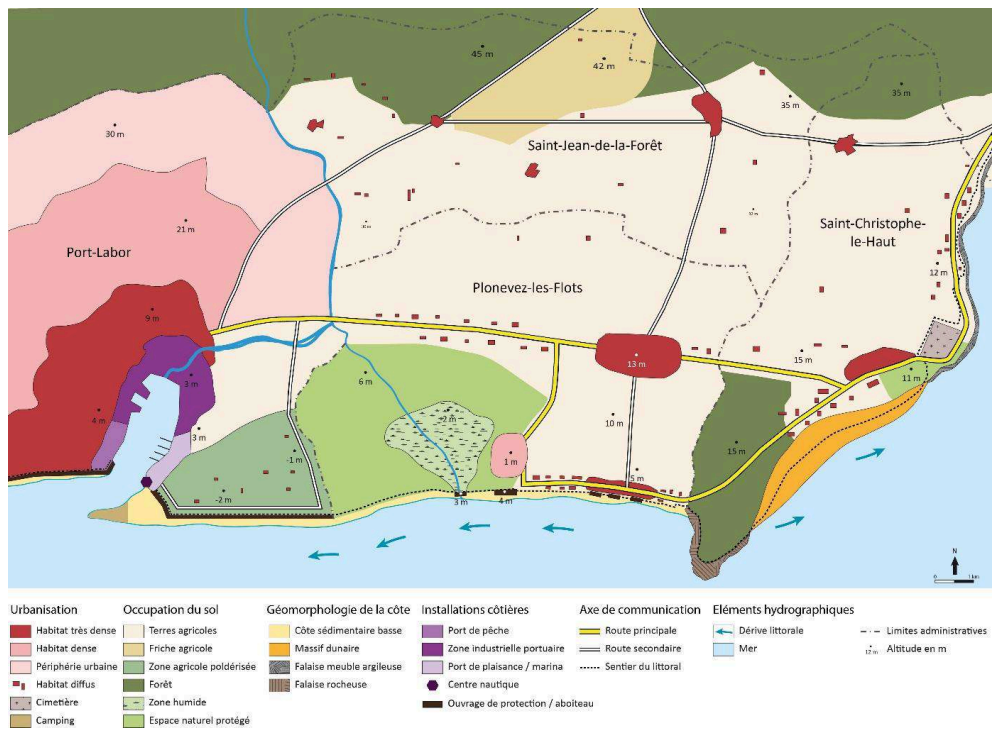 45 m
42 m
35 m
35 m
30 m
Saint-Jean-de-la-Forêt
21 m
Port-Labor
Saint-Christophe-
le-Haut
12 m
Plonevez-les-Flots
9 m
13 m
15 m
3 m
6 m
11 m
4 m
-2 m
10 m
3 m
1 m
15 m
-1 m
5 m
-2 m
3 m
4 m
N
0
1 km
Urbanisation
Habitat très dense
Habitat dense
Périphérie urbaine
Habitat diffus
Cimetière
Camping
Occupation du sol
Terres agricoles
Friche agricole
Zone agricole poldérisée
Forêt
Zone humide
Espace naturel protégé
Géomorphologie de la côte
Côte sédimentaire basse
Massif dunaire
Falaise meuble argileuse
Falaise rocheuse
Installations côtières
Port de pêche
Zone industrielle portuaire
Port de plaisance / marina
Centre nautique
Ouvrage de protection / aboiteau
Axe de communication
Route principale
Route secondaire
Sentier du littoral
Eléments hydrographiques
Dérive littorale
Mer
Limites administratives
12 m
Altitude en m